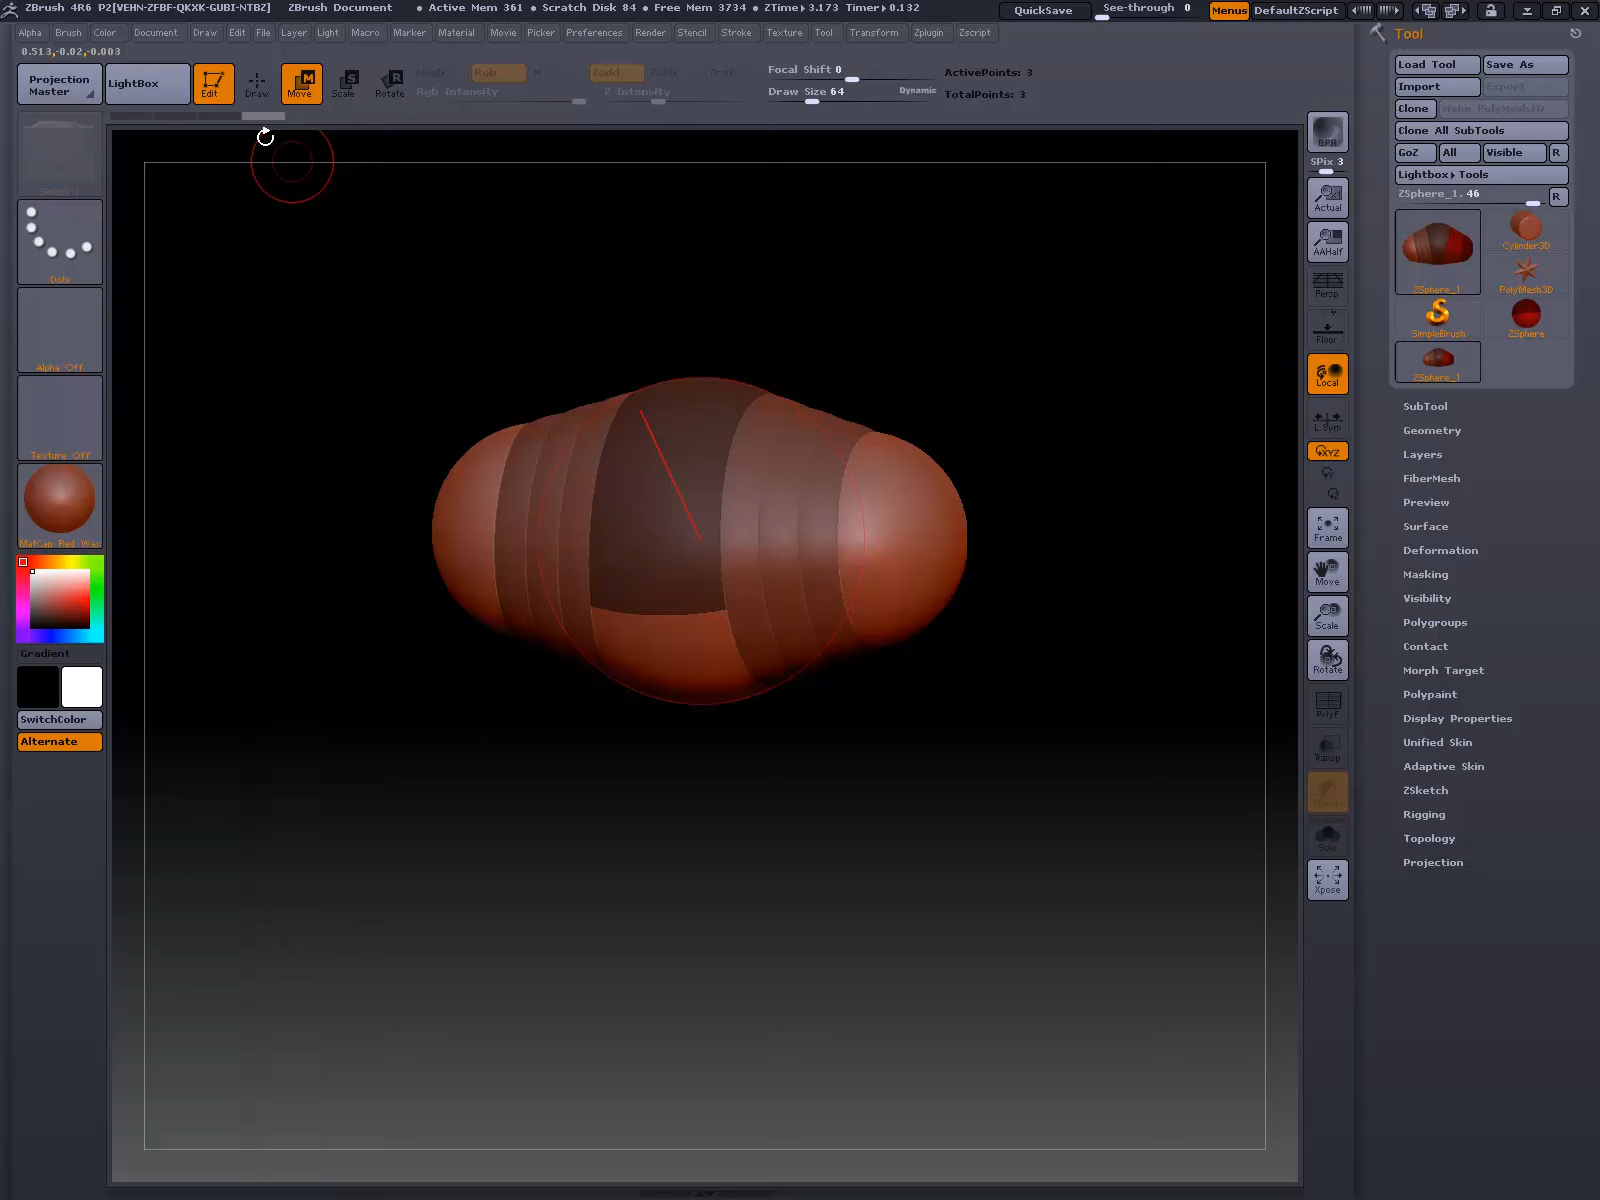 ZBrush 4R6 P2[VEHN-ZFBF-QKXK-GUBI-NTBZ] ZBrush Document • Active Mem 361 • Scratch Disk 84 • Free Mem 3734 • ZTime▸3.173 Timer▸0.132 QuickSave See-through 0 Menus DefaultZScript
Alpha Brush Color Document Draw Edit File Layer Light Macro Marker Material Movie Picker Preferences Render Stencil Stroke Texture Tool Transform Zplugin Zscript
Tool
0.513,-0.02,-0.003
Projection Master
LightBox
Edit
Draw
Move
Scale
Rotate
Mrgb Rgb M
Rgb Intensity
Zadd Zsub Zcut
Z Intensity
Focal Shift 0
Draw Size 64 Dynamic
ActivePoints: 3
TotalPoints: 3
Switch 1
Dots
Alpha Off
Texture Off
MatCap Red Wax
Gradient
SwitchColor
Alternate
BPR
SPix 3
Actual
AAHalf
Persp
Floor
Local
L.Sym
XYZ
Y
Z
Frame
Move
Scale
Rotate
PolyF
Transp
Solo
Xpose
Load Tool Save As
Import Export
Clone Make PolyMesh3D
Clone All SubTools
GoZ All Visible R
Lightbox▸Tools
ZSphere_1. 46 R
ZSphere_1
Cylinder3D
PolyMesh3D
SimpleBrush
ZSphere
ZSphere_1
SubTool
Geometry
Layers
FiberMesh
Preview
Surface
Deformation
Masking
Visibility
Polygroups
Contact
Morph Target
Polypaint
Display Properties
Unified Skin
Adaptive Skin
ZSketch
Rigging
Topology
Projection